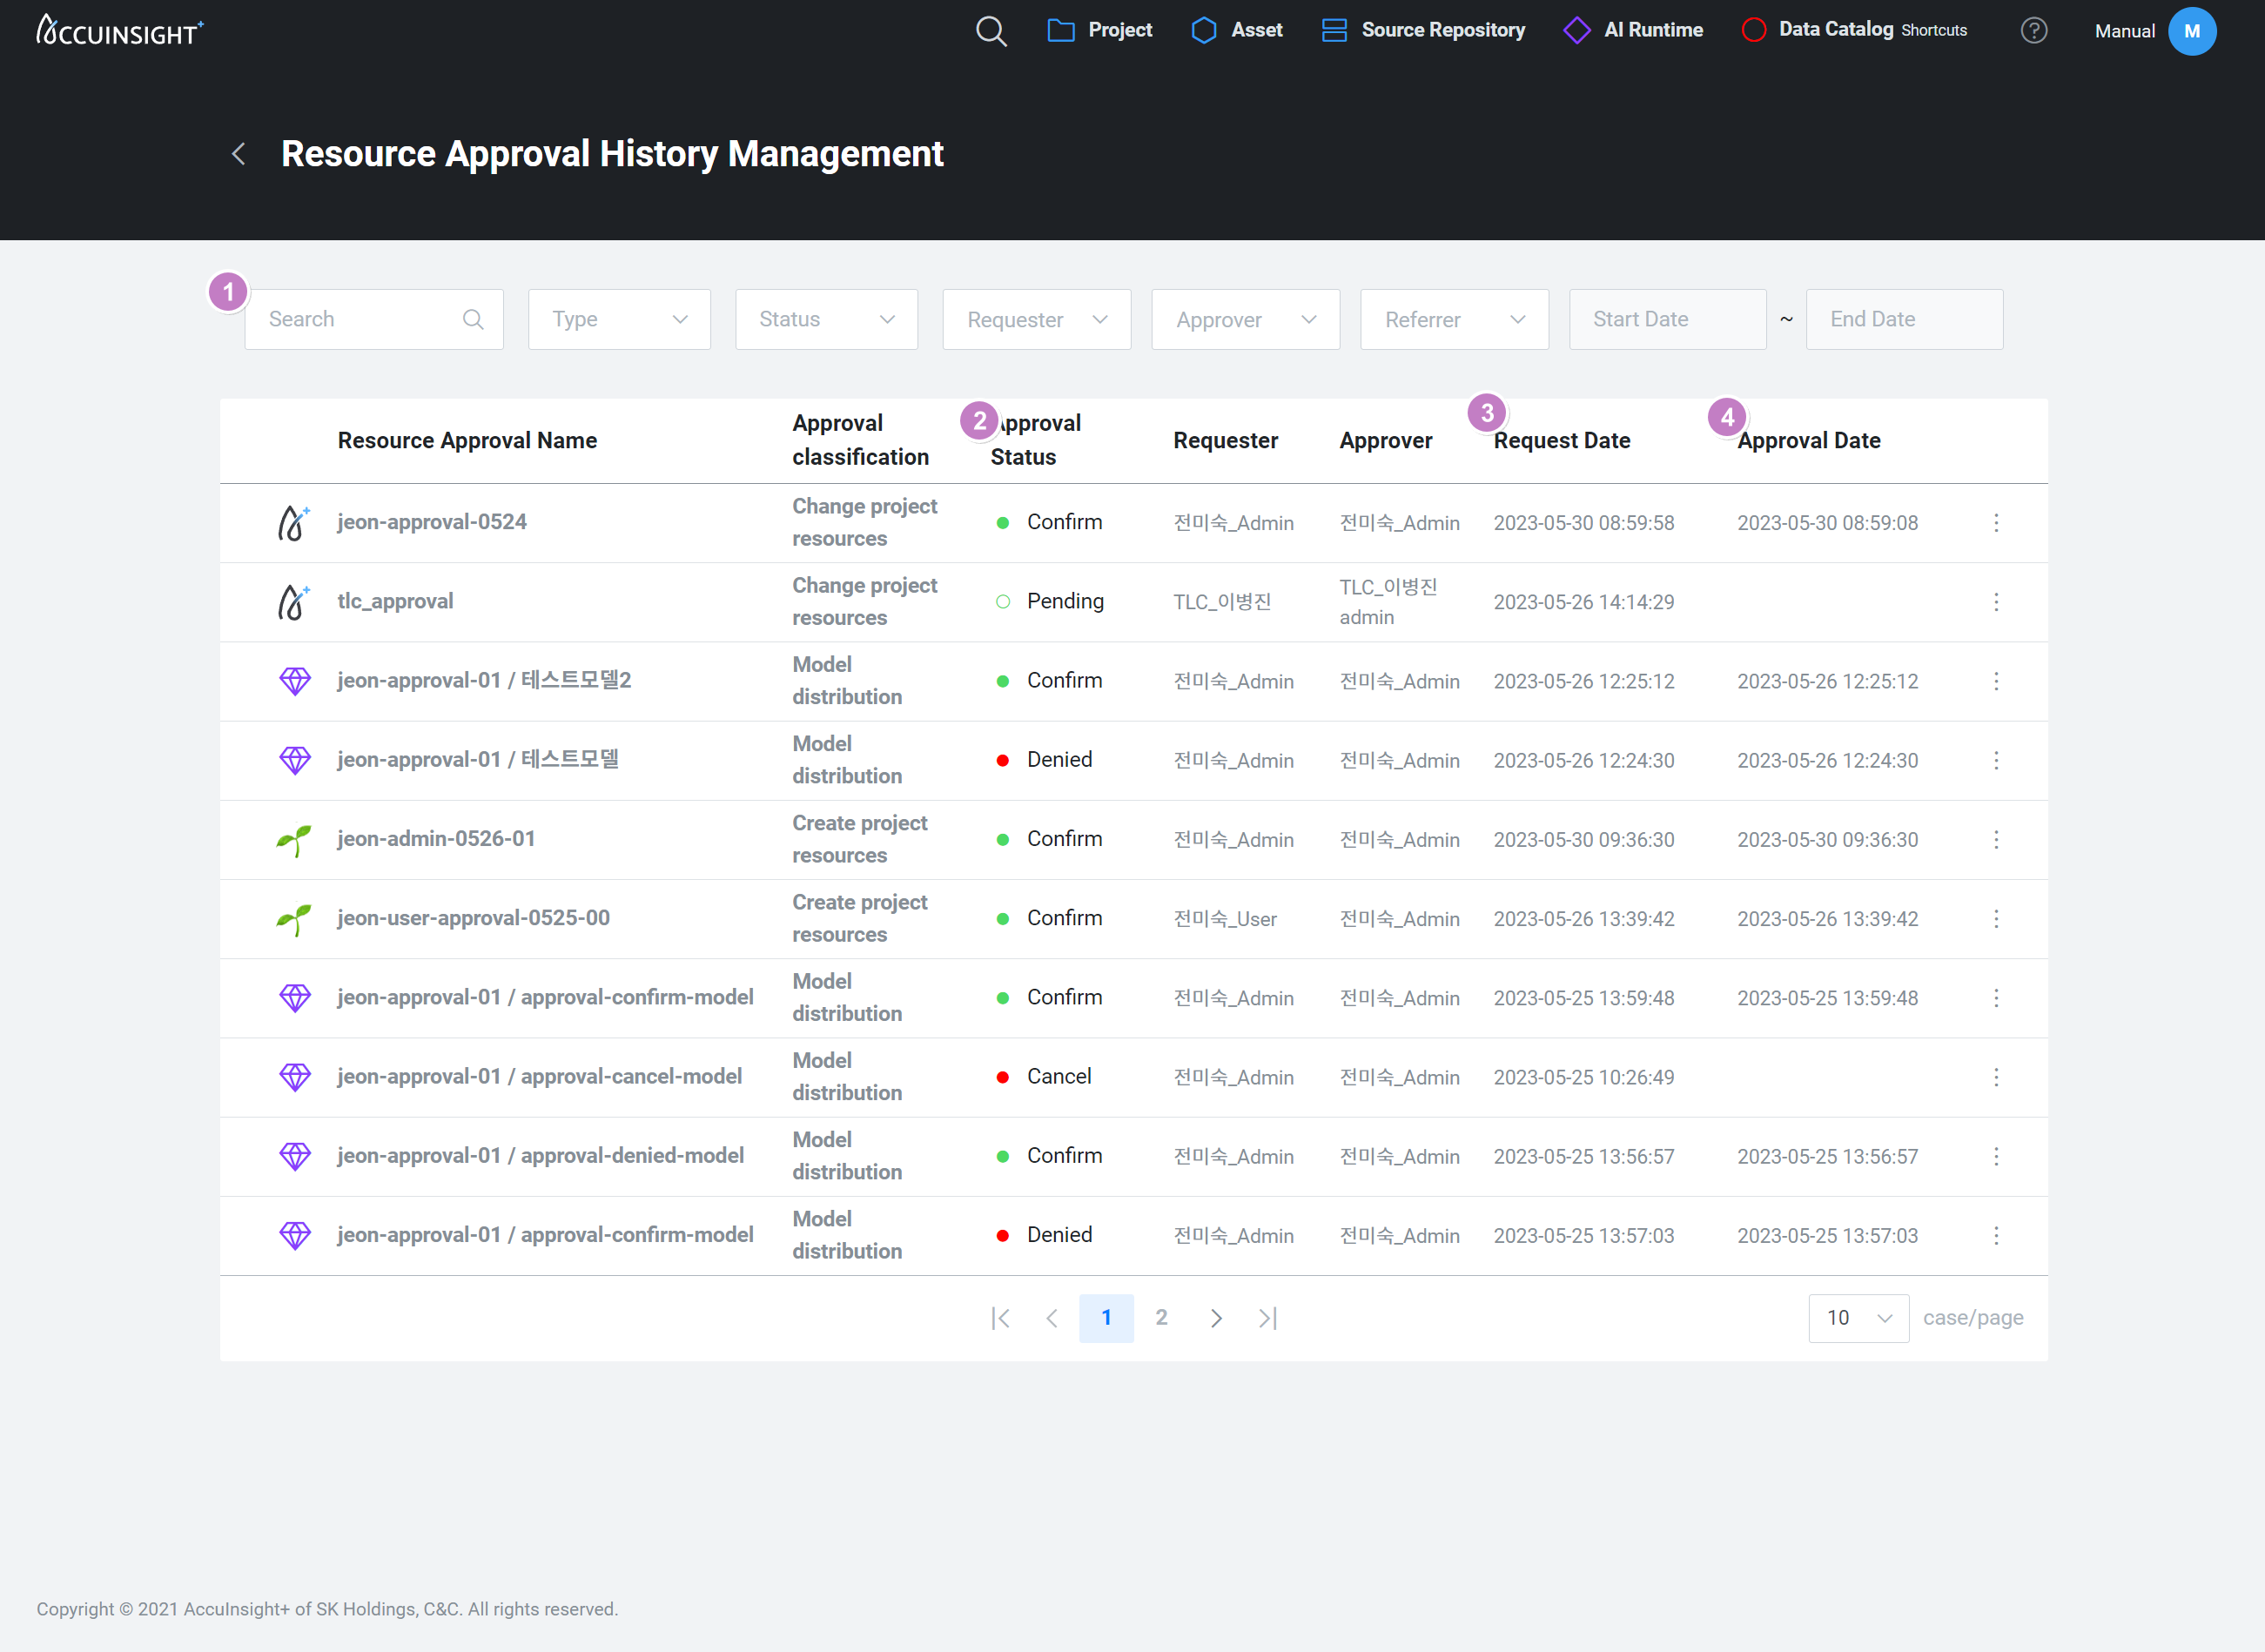 ACCUINSIGHT+
Project
Asset
Source Repository
AI Runtime
Data Catalog Shortcuts
?
Manual
M
Resource Approval History Management
1
Search
Type
Status
Requester
Approver
Referrer
Start Date
~
End Date
Resource Approval Name
Approval
classification
2
Approval
Status
Requester
Approver
3
Request Date
4
Approval Date
jeon-approval-0524
Change project
resources
Confirm
전미숙_Admin
전미숙_Admin
2023-05-30 08:59:58
2023-05-30 08:59:08
tlc_approval
Change project
resources
Pending
TLC_이병진
TLC_이병진
admin
2023-05-26 14:14:29
jeon-approval-01 / 테스트모델2
Model
distribution
Confirm
전미숙_Admin
전미숙_Admin
2023-05-26 12:25:12
2023-05-26 12:25:12
jeon-approval-01 / 테스트모델
Model
distribution
Denied
전미숙_Admin
전미숙_Admin
2023-05-26 12:24:30
2023-05-26 12:24:30
jeon-admin-0526-01
Create project
resources
Confirm
전미숙_Admin
전미숙_Admin
2023-05-30 09:36:30
2023-05-30 09:36:30
jeon-user-approval-0525-00
Create project
resources
Confirm
전미숙_User
전미숙_Admin
2023-05-26 13:39:42
2023-05-26 13:39:42
jeon-approval-01 / approval-confirm-model
Model
distribution
Confirm
전미숙_Admin
전미숙_Admin
2023-05-25 13:59:48
2023-05-25 13:59:48
jeon-approval-01 / approval-cancel-model
Model
distribution
Cancel
전미숙_Admin
전미숙_Admin
2023-05-25 10:26:49
jeon-approval-01 / approval-denied-model
Model
distribution
Confirm
전미숙_Admin
전미숙_Admin
2023-05-25 13:56:57
2023-05-25 13:56:57
jeon-approval-01 / approval-confirm-model
Model
distribution
Denied
전미숙_Admin
전미숙_Admin
2023-05-25 13:57:03
2023-05-25 13:57:03
1
2
10
case/page
Copyright © 2021 AccuInsight+ of SK Holdings, C&C. All rights reserved.